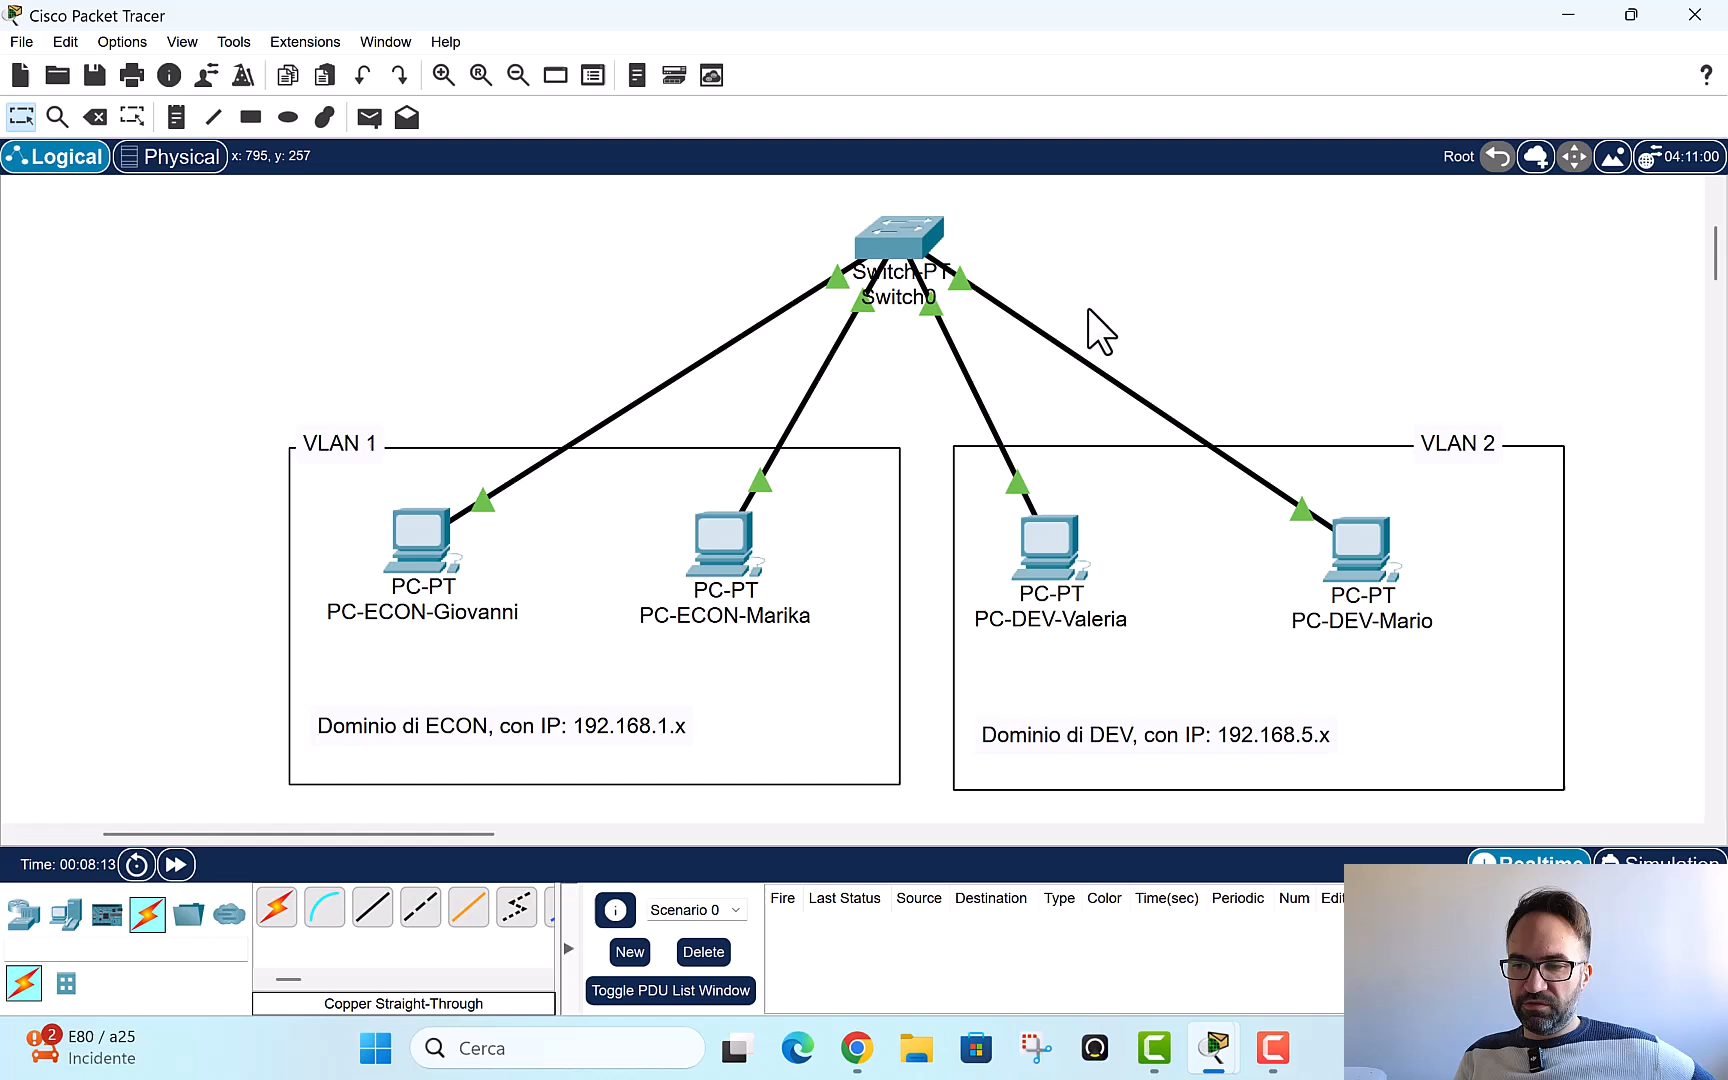 Cisco Packet Tracer
File Edit Options View Tools Extensions Window Help
?
Logical Physical x: 795, y: 257 Root 04:11:00
Switch-PT
Switch0
VLAN 1 VLAN 2
PC-PT PC-PT PC-PT PC-PT
PC-ECON-Giovanni PC-ECON-Marika PC-DEV-Valeria PC-DEV-Mario
Dominio di ECON, con IP: 192.168.1.x Dominio di DEV, con IP: 192.168.5.x
Time: 00:08:13 Realtime Simulation
Scenario 0 Fire Last Status Source Destination Type Color Time(sec) Periodic Num Edi
New Delete
Toggle PDU List Window
Copper Straight-Through
2 E80 / a25
Incidente
Cerca